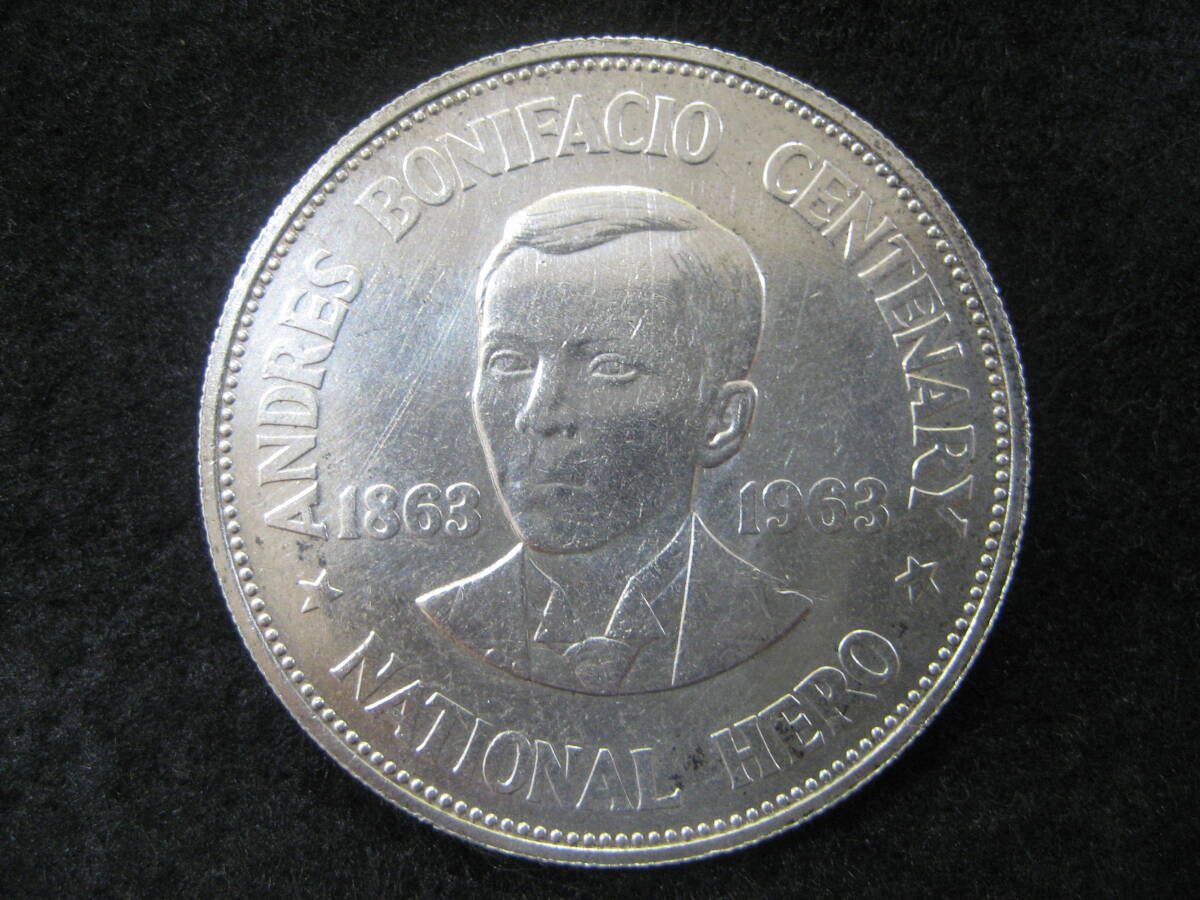 ANDRES BONIFACIO CENTENARY
1863 1963
★ NATIONAL HERO ★